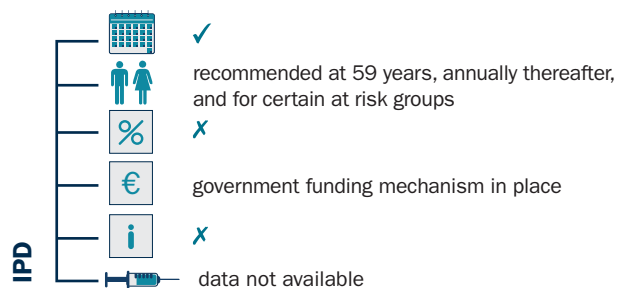 ✓
recommended at 59 years, annually thereafter,
and for certain at risk groups
%
✗
€
government funding mechanism in place
i
✗
IPD
data not available